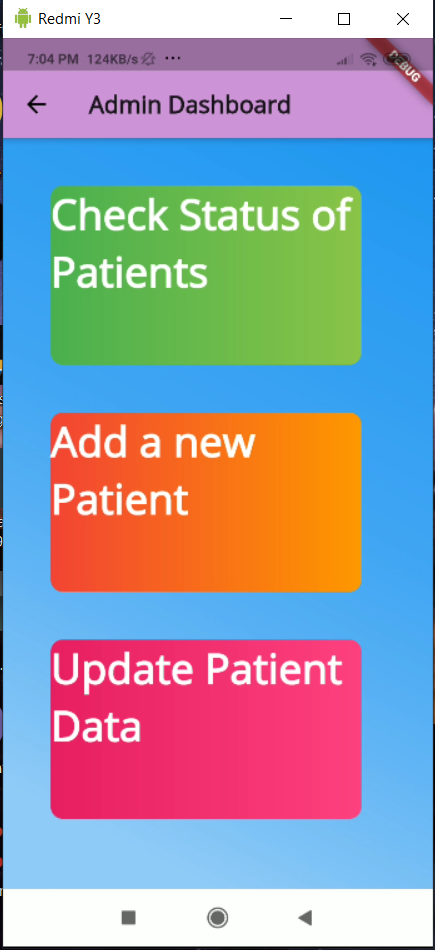 Redmi Y3
7:04 PM 124KB/s
DEBUG
Admin Dashboard
Check Status of
Patients
Add a new
Patient
Update Patient
Data